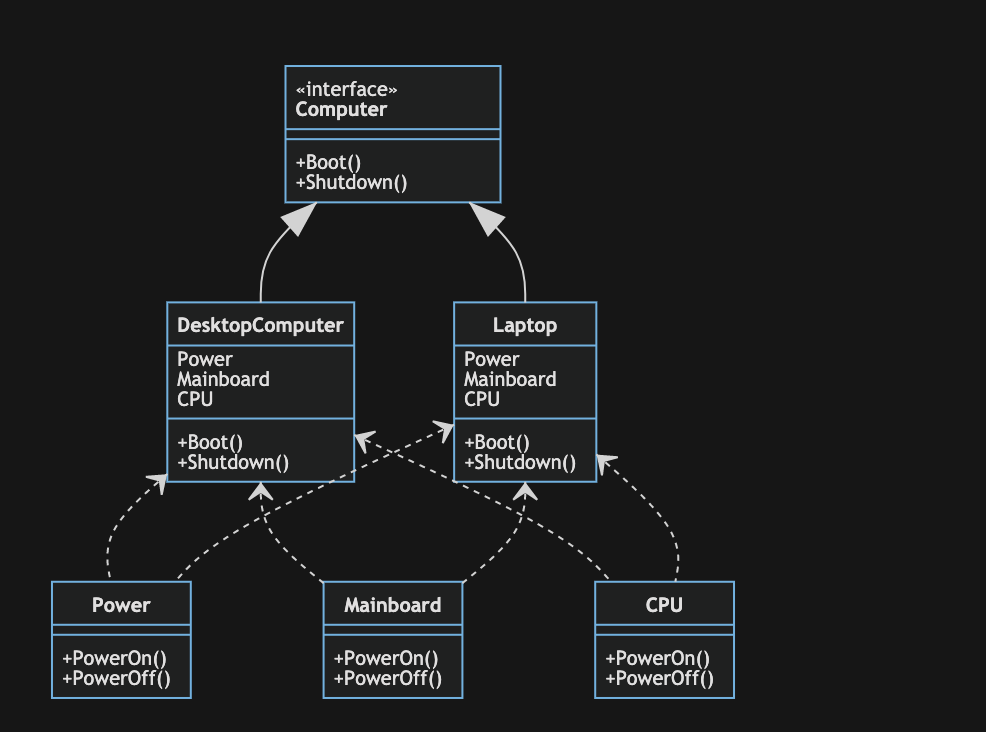 «interface»
Computer
+Boot()
+Shutdown()
DesktopComputer
Power
Mainboard
CPU
+Boot()
+Shutdown()
Laptop
Power
Mainboard
CPU
+Boot()
+Shutdown()
Power
+PowerOn()
+PowerOff()
Mainboard
+PowerOn()
+PowerOff()
CPU
+PowerOn()
+PowerOff()